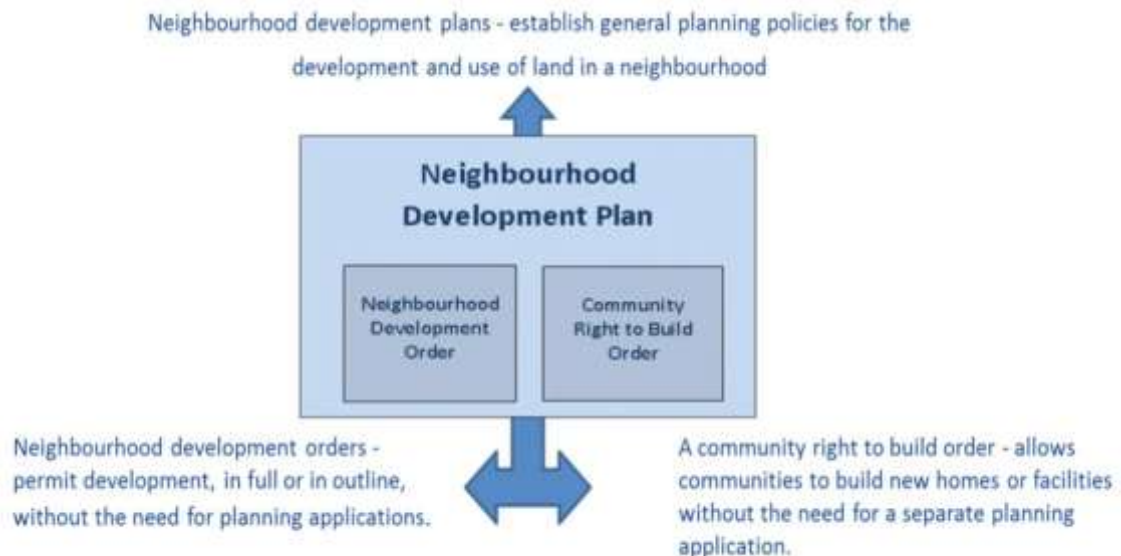 Neighbourhood development plans - establish general planning policies for the
development and use of land in a neighbourhood
Neighbourhood
Development Plan
Neighbourhood
Development
Order
Community
Right to Build
Order
Neighbourhood development orders -
permit development, in full or in outline,
without the need for planning applications.
A community right to build order - allows
communities to build new homes or facilities
without the need for a separate planning
application.